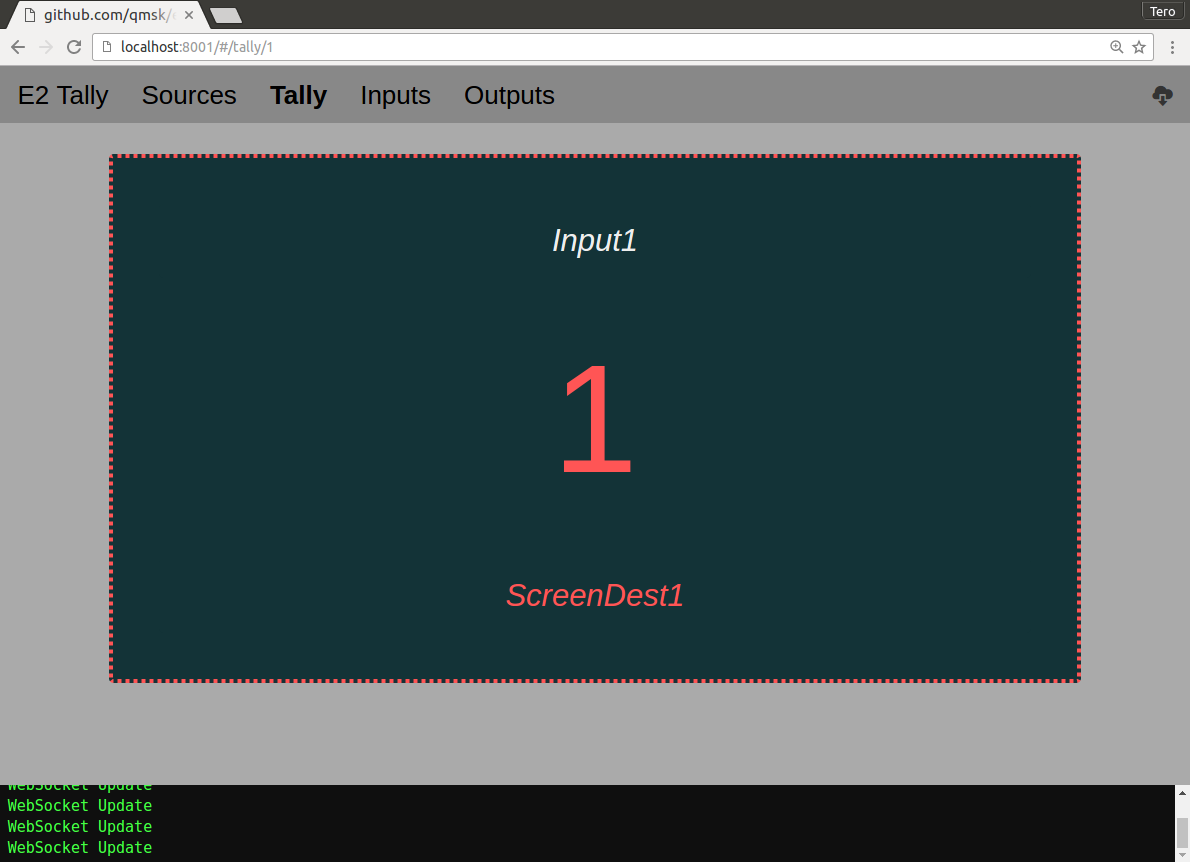 github.com/qmsk/
Tero
localhost:8001/#/tally/1
E2 Tally Sources Tally Inputs Outputs
Input1
1
ScreenDest1
WebSocket Update
WebSocket Update
WebSocket Update
WebSocket Update